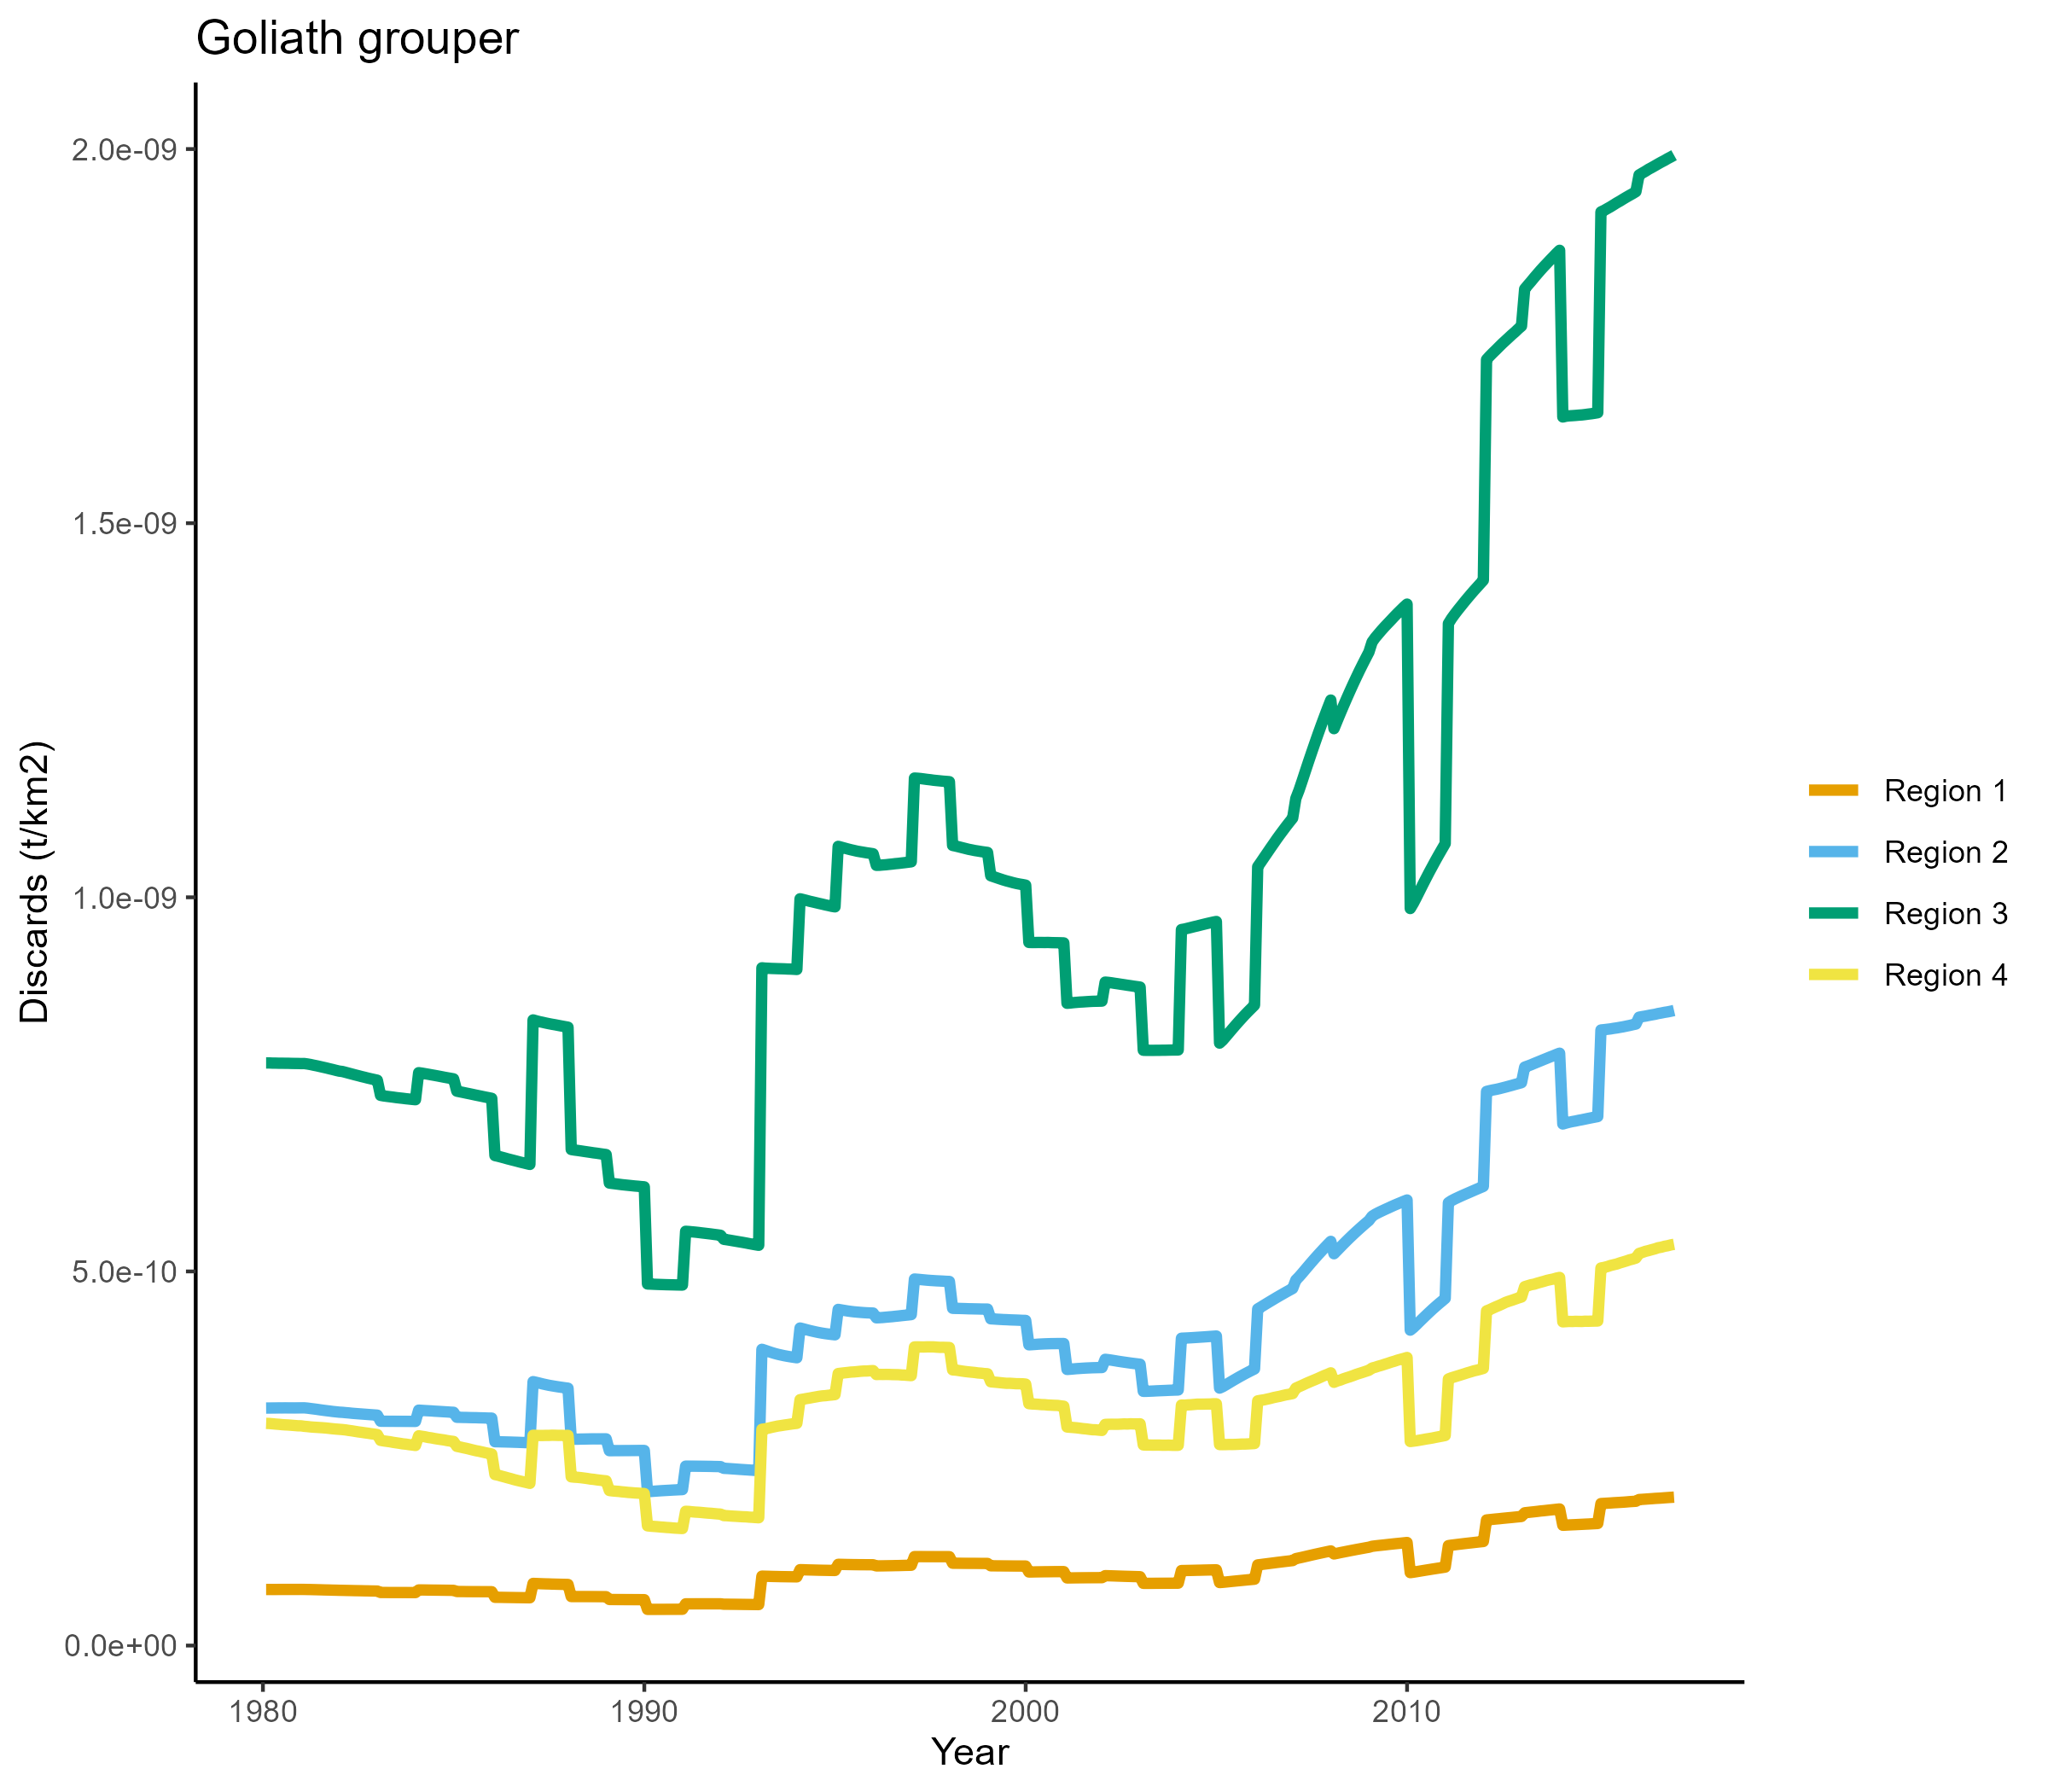 Goliath grouper
Discards (t/km2)
2.0e-09
1.5e-09
1.0e-09
5.0e-10
0.0e+00
1980
1990
2000
2010
Year
Region 1
Region 2
Region 3
Region 4